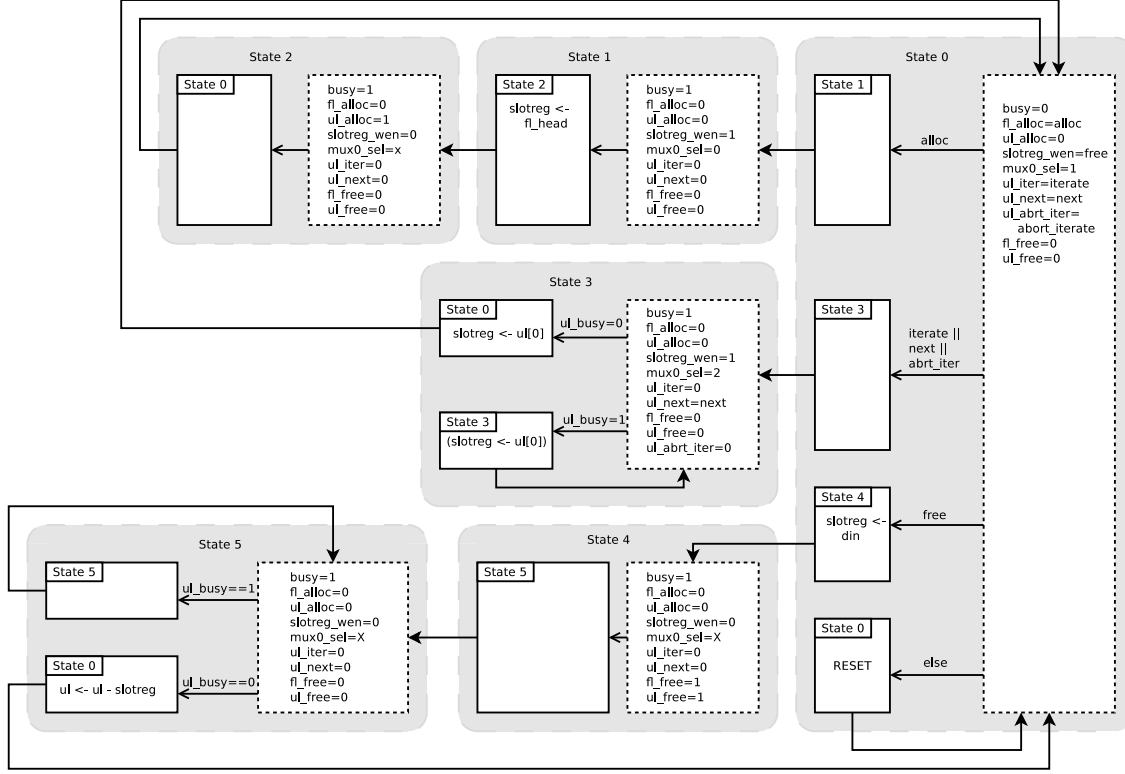 State 2
State 0
busy=1
fl_alloc=0
ul_alloc=1
slotreg_wen=0
mux0_sel=x
ul_iter=0
ul_next=0
fl_free=0
ul_free=0
State 1
State 2
slotreg <-
fl_head
busy=1
fl_alloc=0
ul_alloc=0
slotreg_wen=1
mux0_sel=0
ul_iter=0
ul_next=0
fl_free=0
ul_free=0
State 0
State 1
alloc
busy=0
fl_alloc=alloc
ul_alloc=0
slotreg_wen=free
mux0_sel=1
ul_iter=iterate
ul_next=next
ul_abrt_iter=
abort_iterate
fl_free=0
ul_free=0
State 3
State 0
slotreg <- ul[0]
ul_busy=0
State 3
(slotreg <- ul[0])
ul_busy=1
busy=1
fl_alloc=0
ul_alloc=0
slotreg_wen=1
mux0_sel=2
ul_iter=0
ul_next=next
fl_free=0
ul_free=0
ul_abrt_iter=0
State 3
iterate ||
next ||
abrt_iter
State 4
slotreg <-
din
free
State 0
RESET
else
State 5
State 5
ul_busy==1
State 0
ul <- ul - slotreg
ul_busy==0
busy=1
fl_alloc=0
ul_alloc=0
slotreg_wen=0
mux0_sel=X
ul_iter=0
ul_next=0
fl_free=0
ul_free=0
State 4
State 5
busy=1
fl_alloc=0
ul_alloc=0
slotreg_wen=0
mux0_sel=X
ul_iter=0
ul_next=0
fl_free=1
ul_free=1